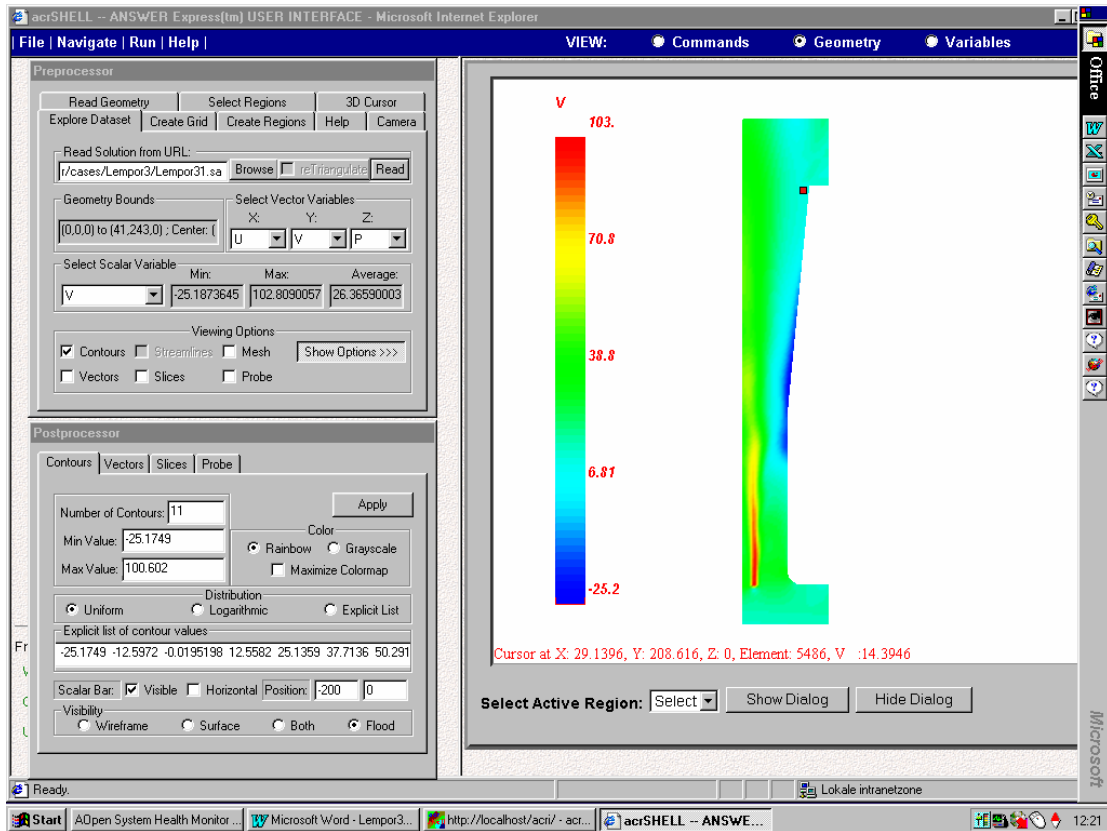 acrSHELL -- ANSWER Express(tm) USER INTERFACE - Microsoft Internet Explorer
| File | Navigate | Run | Help |
VIEW: Commands Geometry Variables
Office
Preprocessor
Read Geometry Select Regions 3D Cursor
Explore Dataset Create Grid Create Regions Help Camera
Read Solution from URL:
r/cases/Lempor3/Lempor31.sa Browse reTriangulate Read
Geometry Bounds Select Vector Variables
X: Y: Z:
(0,0,0) to (41,243,0) ; Center: ( U V P
Select Scalar Variable
Min: Max: Average:
V -25.1873645 102.8090057 26.36590003
Viewing Options
Contours Streamlines Mesh Show Options >>>
Vectors Slices Probe
Postprocessor
Contours Vectors Slices Probe
Number of Contours: 11 Apply
Min Value: -25.1749
Color
Rainbow Grayscale
Max Value: 100.602
Maximize Colormap
Distribution
Uniform Logarithmic Explicit List
Explicit list of contour values
-25.1749 -12.5972 -0.0195198 12.5582 25.1359 37.7136 50.291
Scalar Bar: Visible Horizontal Position: -200 0
Visibility
Wireframe Surface Both Flood
Fr
V
103.
70.8
38.8
6.81
-25.2
Cursor at X: 29.1396, Y: 208.616, Z: 0, Element: 5486, V :14.3946
Select Active Region: Select Show Dialog Hide Dialog
Microsoft
Ready. Lokale intranetzone
Start AOpen System Health Monitor ... Microsoft Word - Lempor3... http://localhost/acri/ - acr... acrSHELL -- ANSWE... 12:21